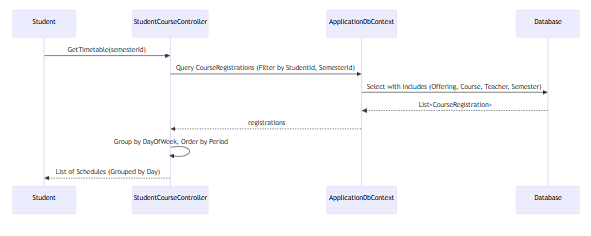 Student StudentCourseController ApplicationDbContext Database
GetTimetable(semesterId)
Query CourseRegistrations (Filter by StudentId, SemesterId)
Select with Includes (Offering, Course, Teacher, Semester)
List<CourseRegistration>
registrations
Group by DayOfWeek, Order by Period
List of Schedules (Grouped by Day)
Student StudentCourseController ApplicationDbContext Database